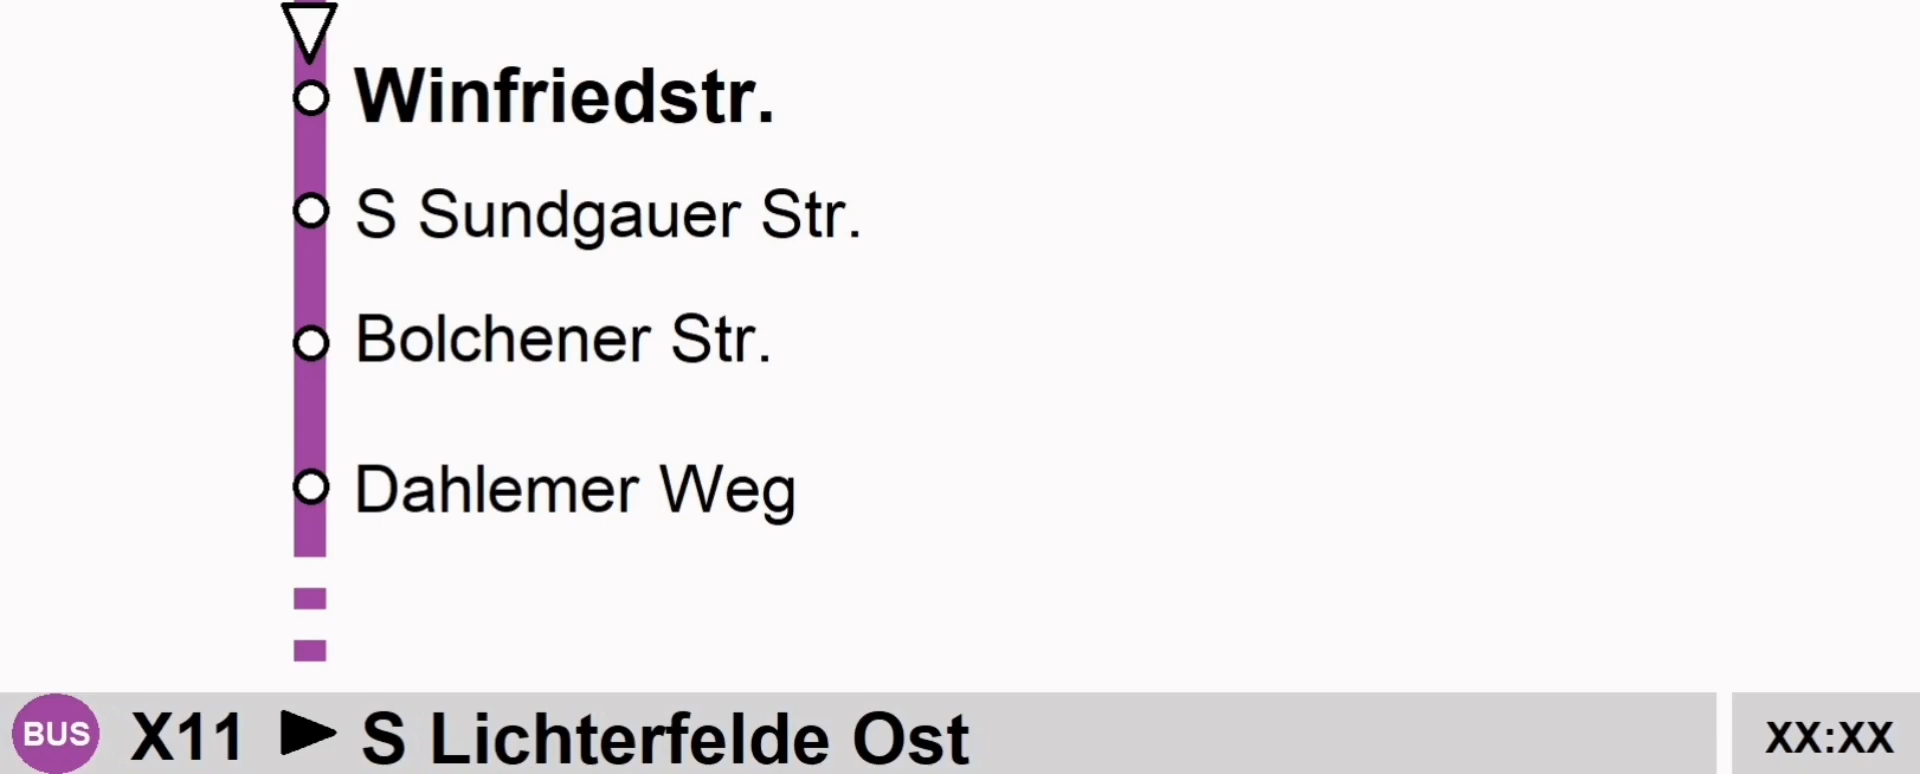 Winfriedstr.
S Sundgauer Str.
Bolchener Str.
Dahlemer Weg
BUS X11 ► S Lichterfelde Ost XX:XX